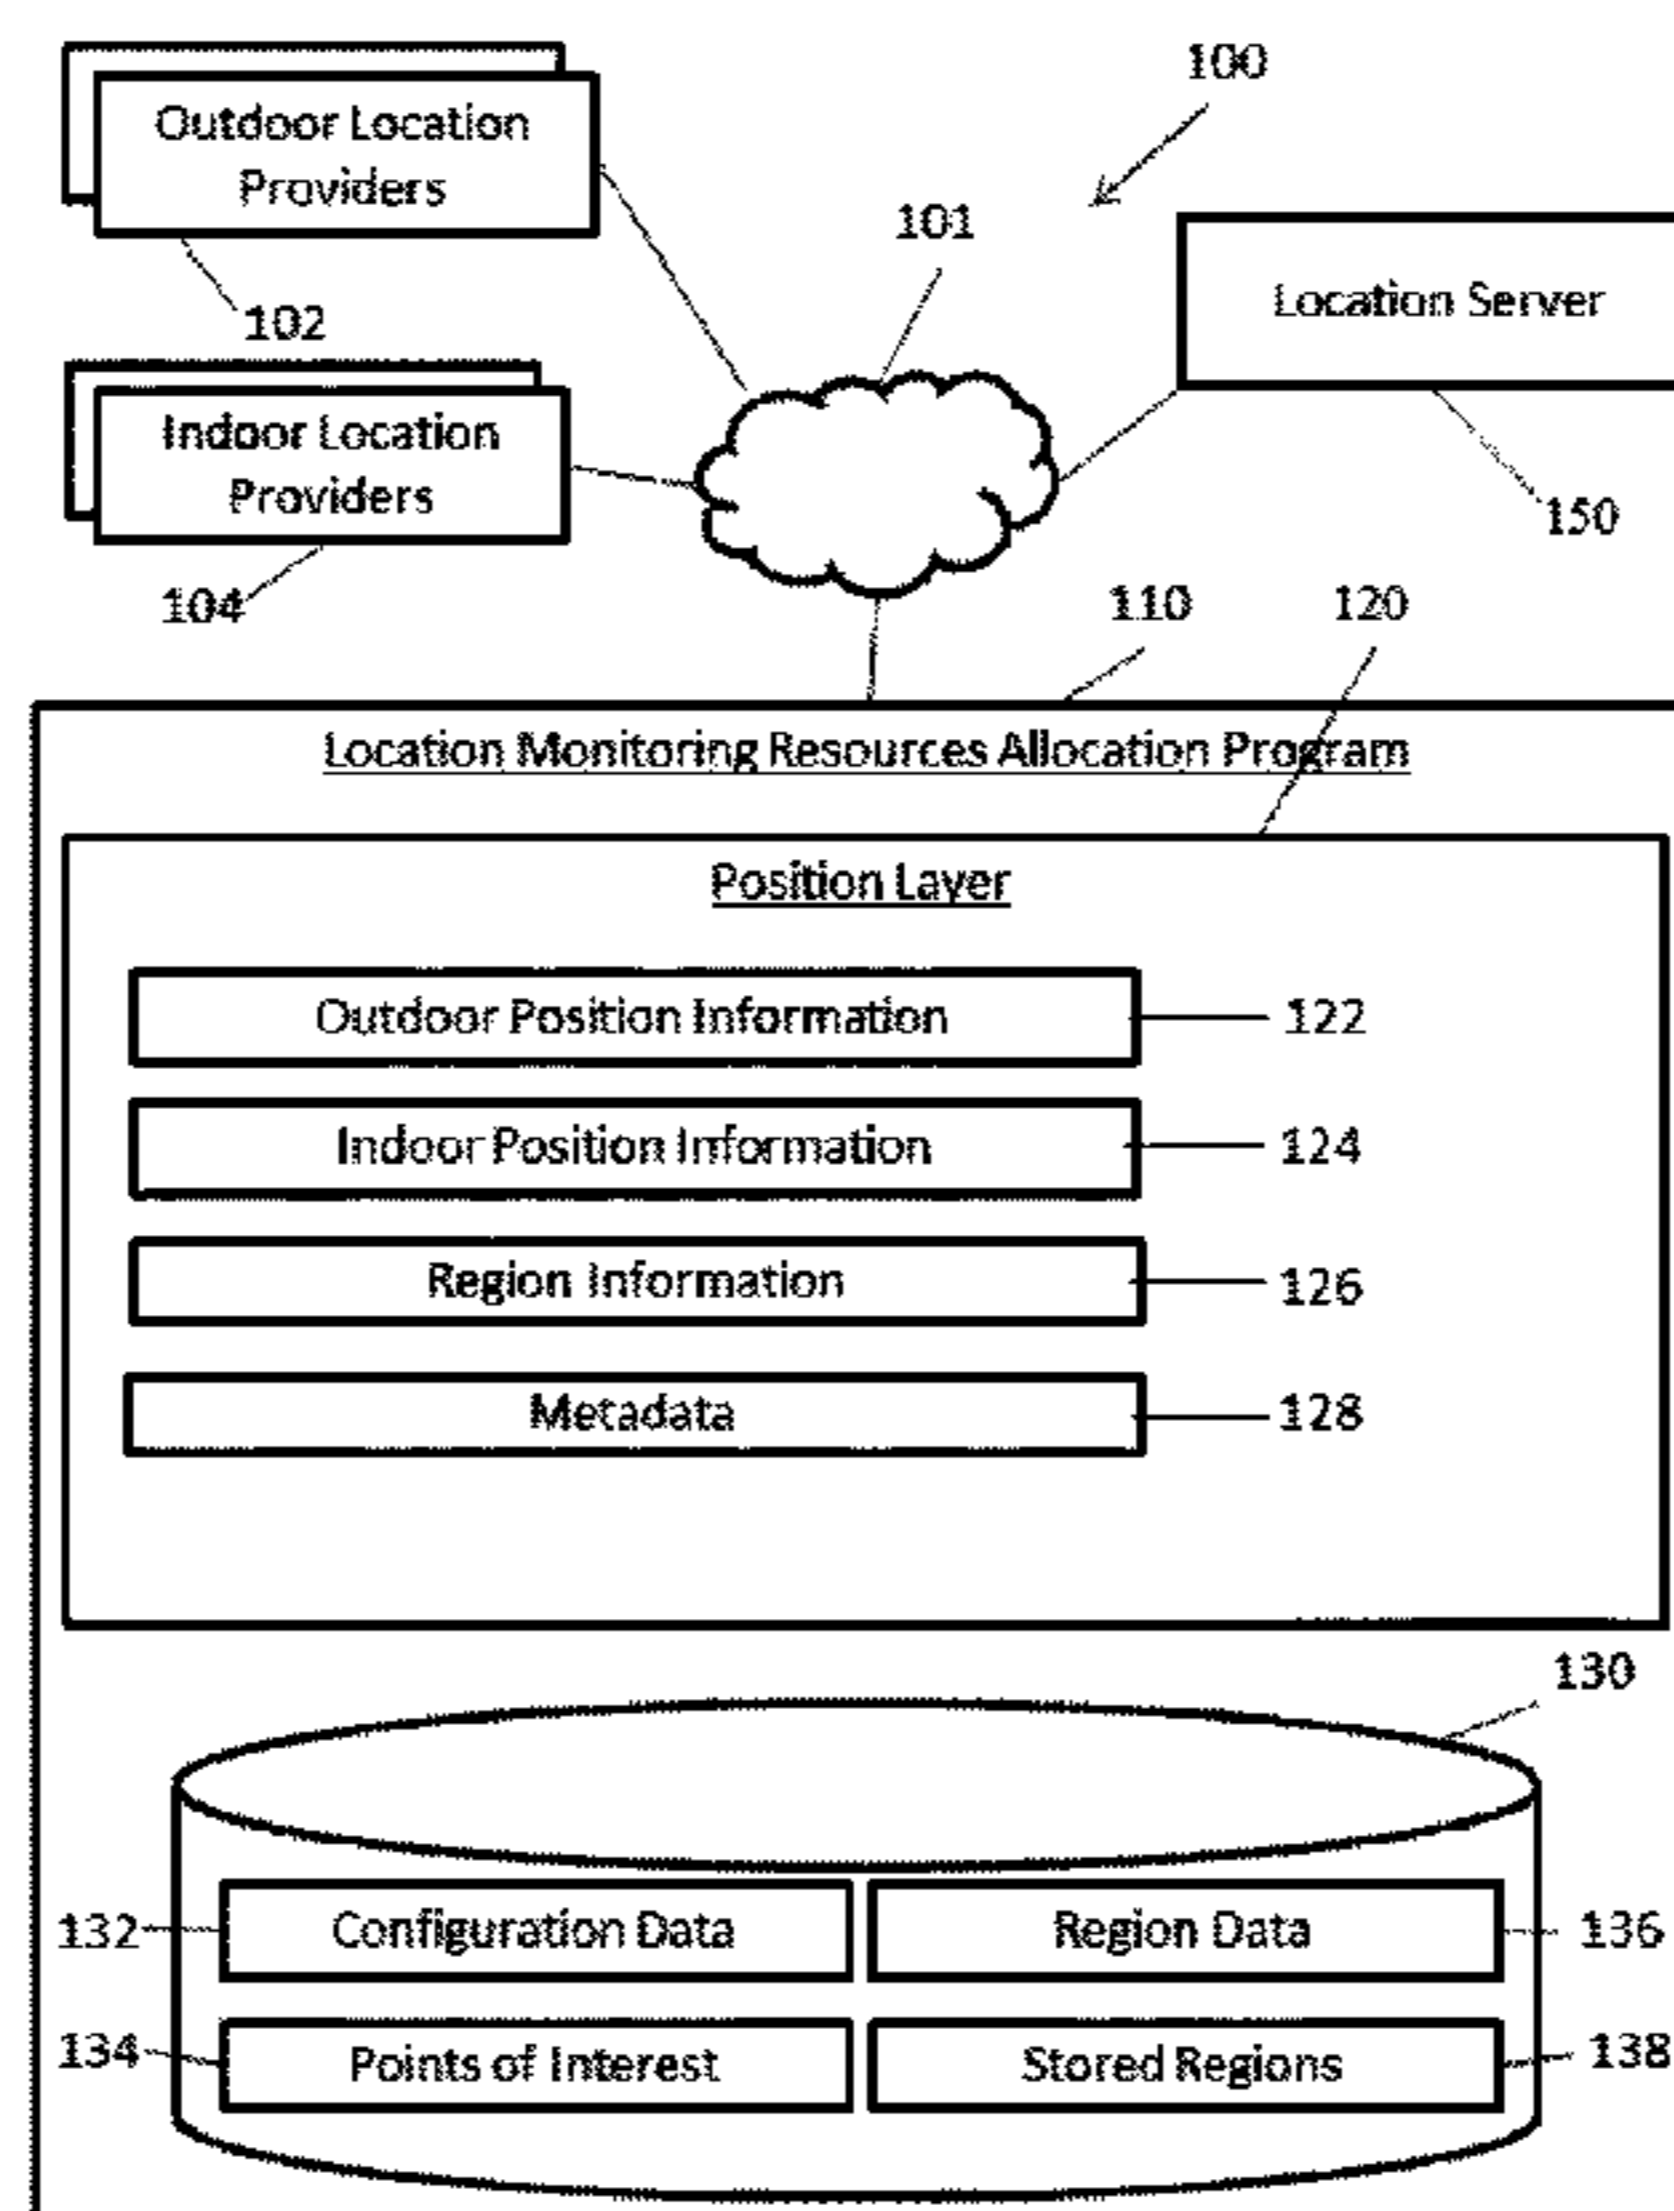 100
Outdoor Location
Providers
101
Location Server
102
Indoor Location
Providers
150
104
110
120
Location Monitoring Resources Allocation Program
Position Layer
Outdoor Position Information
122
Indoor Position Information
124
Region Information
126
Metadata
128
130
132
Configuration Data
Region Data
136
134
Points of Interest
Stored Regions
138